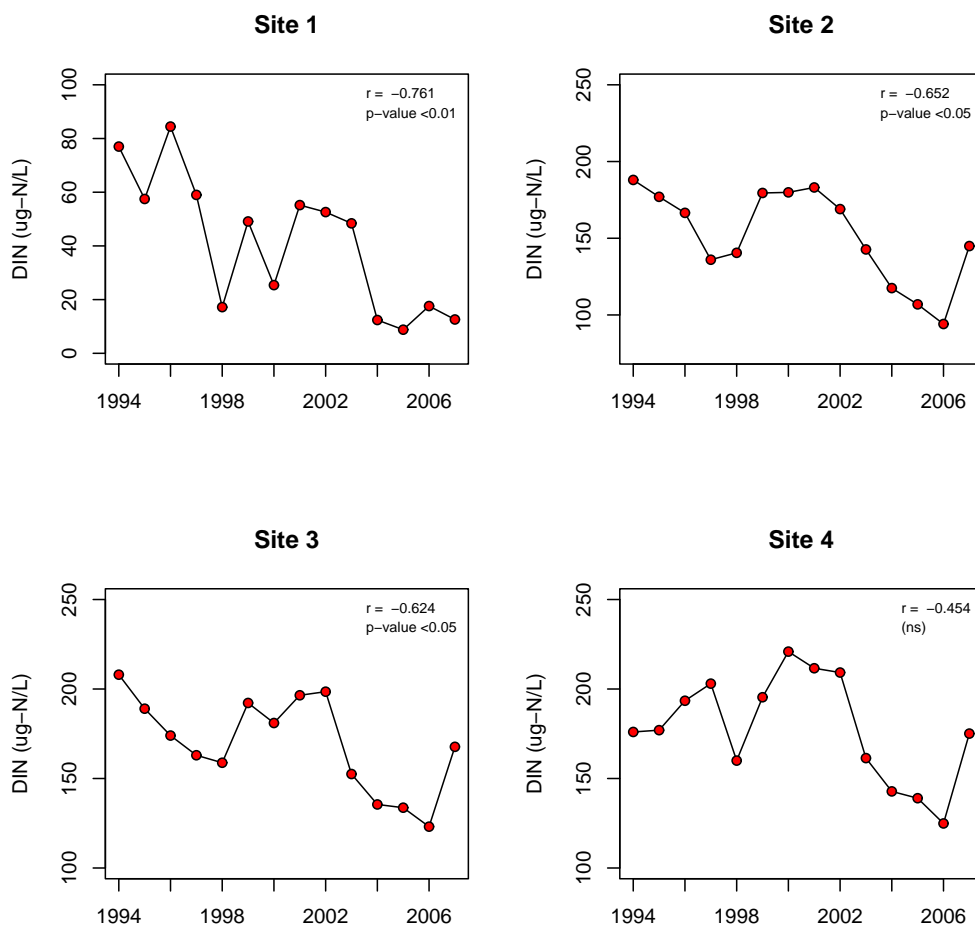 Site 1
r = −0.761
p−value <0.01
DIN (ug−N/L)
100
80
60
40
20
0
1994 1998 2002 2006
Site 2
r = −0.652
p−value <0.05
DIN (ug−N/L)
250
200
150
100
1994 1998 2002 2006
Site 3
r = −0.624
p−value <0.05
DIN (ug−N/L)
250
200
150
100
1994 1998 2002 2006
Site 4
r = −0.454
(ns)
DIN (ug−N/L)
250
200
150
100
1994 1998 2002 2006